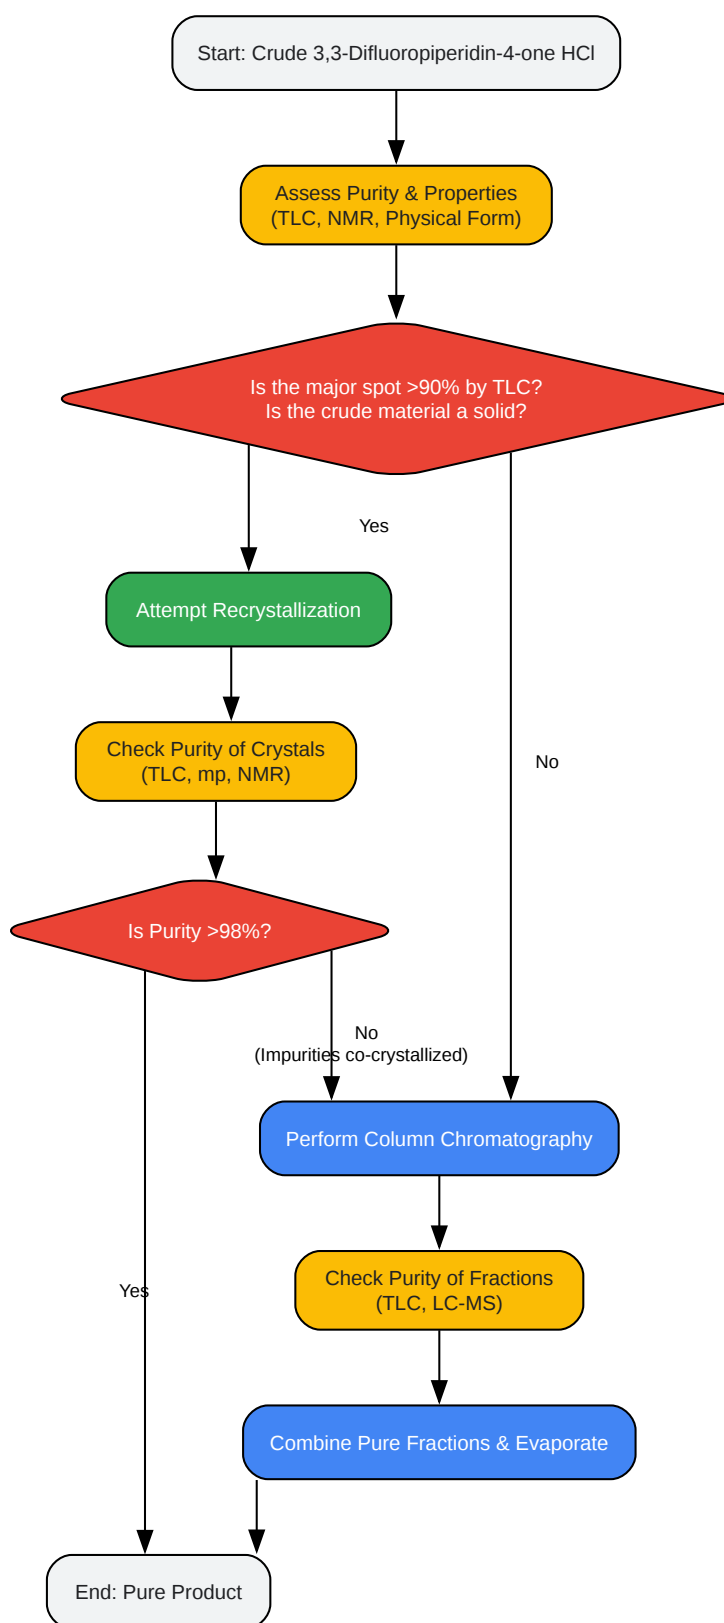 Start: Crude 3,3-Difluoropiperidin-4-one HCl
Assess Purity & Properties
(TLC, NMR, Physical Form)
Is the major spot >90% by TLC?
Is the crude material a solid?
Yes
Attempt Recrystallization
Check Purity of Crystals
(TLC, mp, NMR)
No
Is Purity >98%?
No
(Impurities co-crystallized)
Perform Column Chromatography
Check Purity of Fractions
(TLC, LC-MS)
Yes
Combine Pure Fractions & Evaporate
End: Pure Product